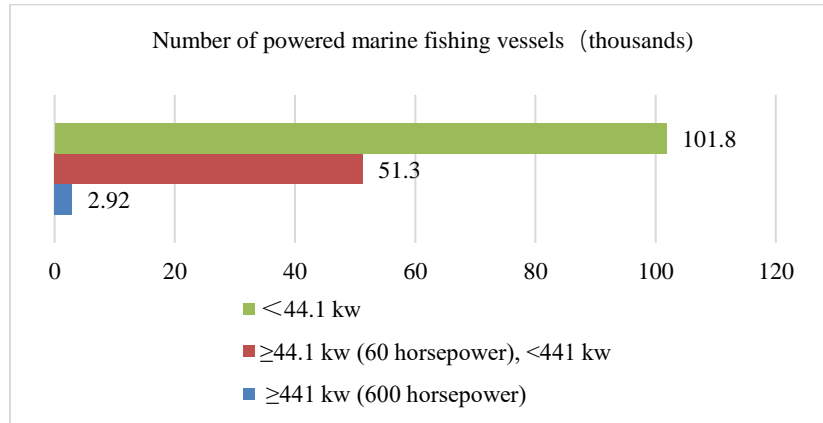 Number of powered marine fishing vessels（thousands)
101.8
51.3
2.92
0 20 40 60 80 100 120
＜44.1 kw
≥44.1 kw (60 horsepower), <441 kw
≥441 kw (600 horsepower)